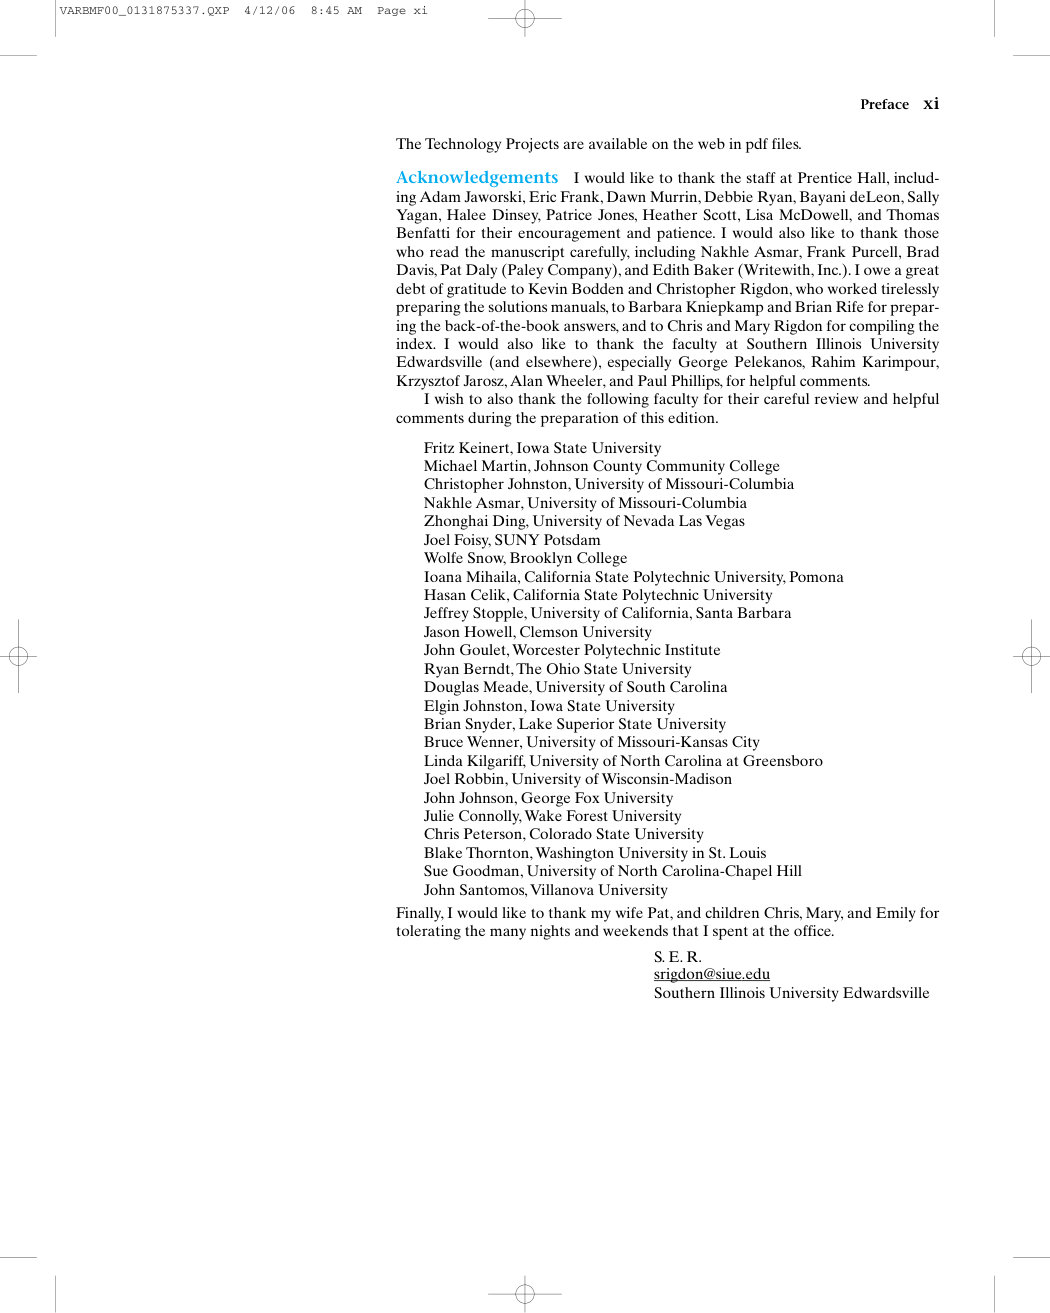 VARBMF00_0131875337.QXP 4/12/06 8:45 AM Page xi
Preface xi
The Technology Projects are available on the web in pdf files.
Acknowledgements I would like to thank the staff at Prentice Hall, includ-
ing Adam Jaworski, Eric Frank, Dawn Murrin, Debbie Ryan, Bayani deLeon, Sally
Yagan, Halee Dinsey, Patrice Jones, Heather Scott, Lisa McDowell, and Thomas
Benfatti for their encouragement and patience. I would also like to thank those
who read the manuscript carefully, including Nakhle Asmar, Frank Purcell, Brad
Davis, Pat Daly (Paley Company), and Edith Baker (Writewith, Inc.). I owe a great
debt of gratitude to Kevin Bodden and Christopher Rigdon, who worked tirelessly
preparing the solutions manuals, to Barbara Kniepkamp and Brian Rife for prepar-
ing the back-of-the-book answers, and to Chris and Mary Rigdon for compiling the
index. I would also like to thank the faculty at Southern Illinois University
Edwardsville (and elsewhere), especially George Pelekanos, Rahim Karimpour,
Krzysztof Jarosz, Alan Wheeler, and Paul Phillips, for helpful comments.
I wish to also thank the following faculty for their careful review and helpful
comments during the preparation of this edition.
Fritz Keinert, Iowa State University
Michael Martin, Johnson County Community College
Christopher Johnston, University of Missouri-Columbia
Nakhle Asmar, University of Missouri-Columbia
Zhonghai Ding, University of Nevada Las Vegas
Joel Foisy, SUNY Potsdam
Wolfe Snow, Brooklyn College
Ioana Mihaila, California State Polytechnic University, Pomona
Hasan Celik, California State Polytechnic University
Jeffrey Stopple, University of California, Santa Barbara
Jason Howell, Clemson University
John Goulet, Worcester Polytechnic Institute
Ryan Berndt, The Ohio State University
Douglas Meade, University of South Carolina
Elgin Johnston, Iowa State University
Brian Snyder, Lake Superior State University
Bruce Wenner, University of Missouri-Kansas City
Linda Kilgariff, University of North Carolina at Greensboro
Joel Robbin, University of Wisconsin-Madison
John Johnson, George Fox University
Julie Connolly, Wake Forest University
Chris Peterson, Colorado State University
Blake Thornton, Washington University in St. Louis
Sue Goodman, University of North Carolina-Chapel Hill
John Santomos, Villanova University
Finally, I would like to thank my wife Pat, and children Chris, Mary, and Emily for
tolerating the many nights and weekends that I spent at the office.
S. E. R.
srigdon@siue.edu
Southern Illinois University Edwardsville